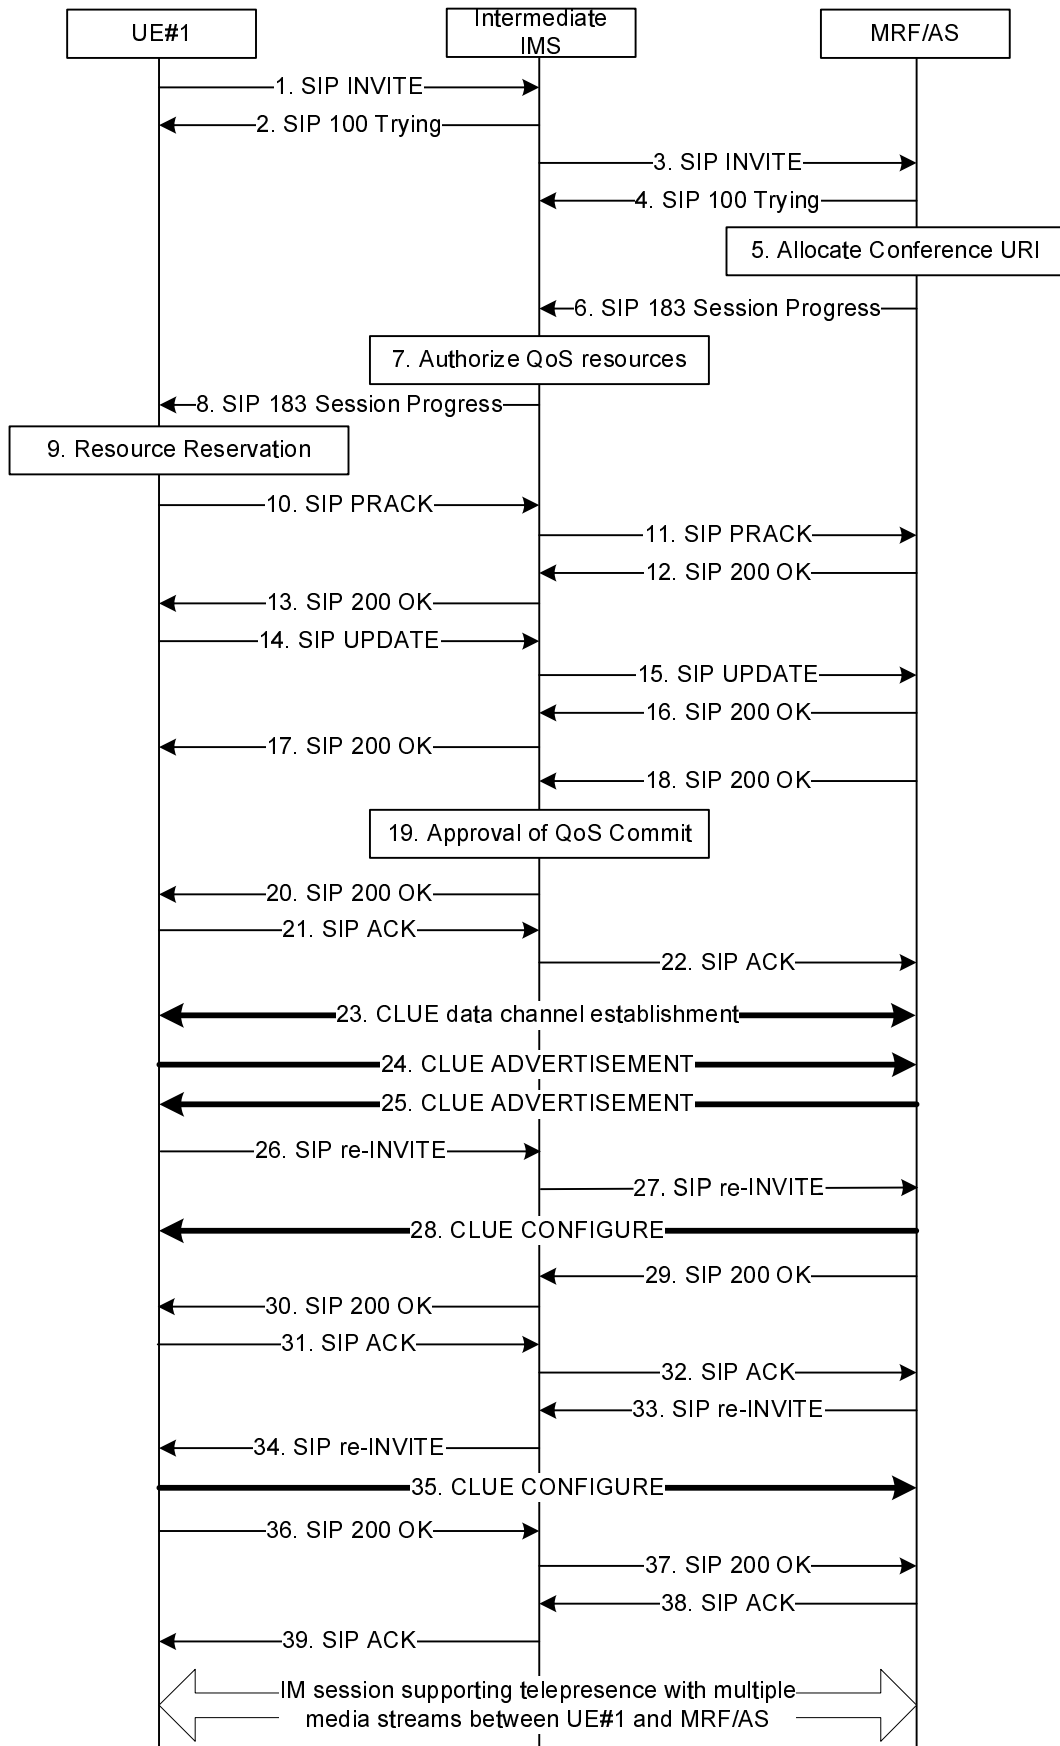 UE#1
Intermediate
IMS
MRF/AS
1. SIP INVITE
2. SIP 100 Trying
3. SIP INVITE
4. SIP 100 Trying
5. Allocate Conference URI
6. SIP 183 Session Progress
7. Authorize QoS resources
8. SIP 183 Session Progress
9. Resource Reservation
10. SIP PRACK
11. SIP PRACK
12. SIP 200 OK
13. SIP 200 OK
14. SIP UPDATE
15. SIP UPDATE
16. SIP 200 OK
17. SIP 200 OK
18. SIP 200 OK
19. Approval of QoS Commit
20. SIP 200 OK
21. SIP ACK
22. SIP ACK
23. CLUE data channel establishment
24. CLUE ADVERTISEMENT
25. CLUE ADVERTISEMENT
26. SIP re-INVITE
27. SIP re-INVITE
28. CLUE CONFIGURE
29. SIP 200 OK
30. SIP 200 OK
31. SIP ACK
32. SIP ACK
33. SIP re-INVITE
34. SIP re-INVITE
35. CLUE CONFIGURE
36. SIP 200 OK
37. SIP 200 OK
38. SIP ACK
39. SIP ACK
IM session supporting telepresence with multiple
media streams between UE#1 and MRF/AS